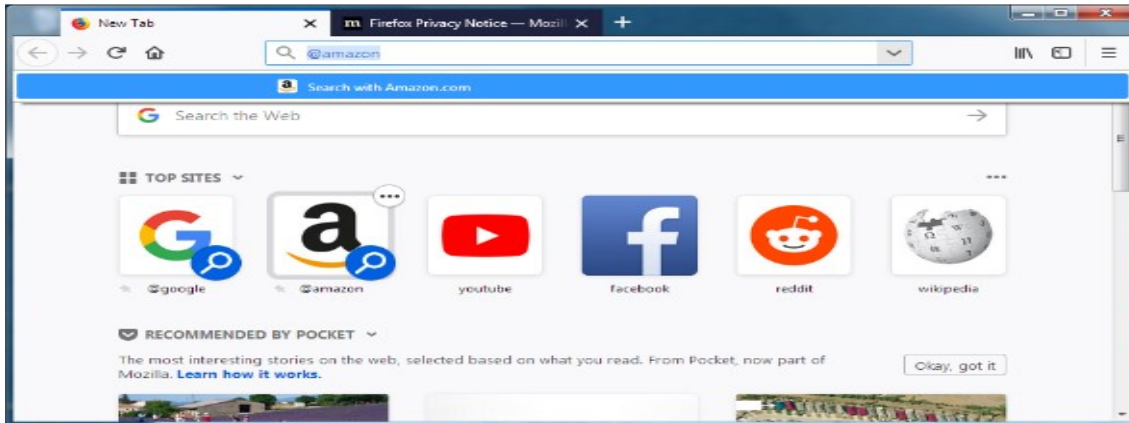 New Tab
m Firefox Privacy Notice — Mozill
@amazon
a Search with Amazon.com
G Search the Web
TOP SITES
@google
@amazon
youtube
facebook
reddit
wikipedia
RECOMMENDED BY POCKET
The most interesting stories on the web, selected based on what you read. From Pocket, now part of
Mozilla. Learn how it works.
Okay, got it